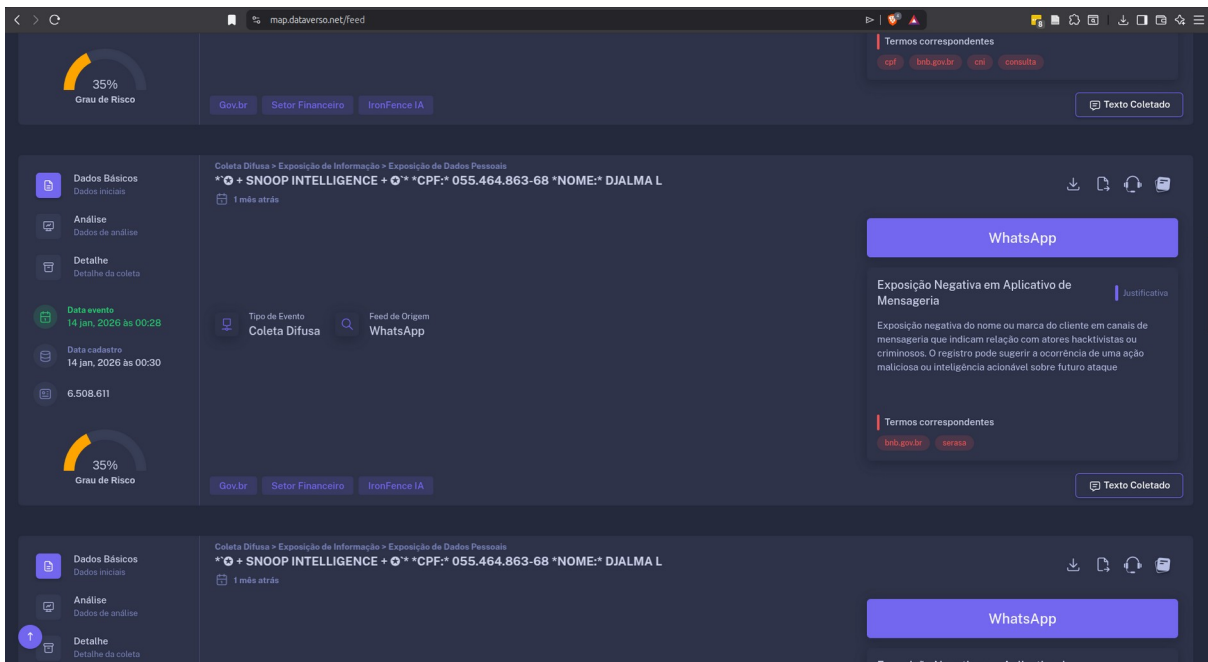 map.dataverso.net/feed
8
35%
Grau de Risco
Gov.br
Setor Financeiro
IronFence IA
Termos correspondentes
cpf
bnb.gov.br
cni
consulta
Texto Coletado
Dados Básicos
Dados iniciais
Análise
Dados de análise
Detalhe
Detalhe da coleta
Data evento
14 jan, 2026 às 00:28
Data cadastro
14 jan, 2026 às 00:30
6.508.611
35%
Grau de Risco
Coleta Difusa > Exposição de Informação > Exposição de Dados Pessoais
*`✪ + SNOOP INTELLIGENCE + ✪`* *CPF:* 055.464.863-68 *NOME:* DJALMA L
1 mês atrás
Tipo de Evento
Coleta Difusa
Feed de Origem
WhatsApp
Gov.br
Setor Financeiro
IronFence IA
WhatsApp
Exposição Negativa em Aplicativo de
Mensageria
Justificativa
Exposição negativa do nome ou marca do cliente em canais de
mensageria que indicam relação com atores hacktivistas ou
criminosos. O registro pode sugerir a ocorrência de uma ação
maliciosa ou inteligência acionável sobre futuro ataque
Termos correspondentes
bnb.gov.br
serasa
Texto Coletado
Dados Básicos
Dados iniciais
Análise
Dados de análise
Detalhe
Detalhe da coleta
Coleta Difusa > Exposição de Informação > Exposição de Dados Pessoais
*`✪ + SNOOP INTELLIGENCE + ✪`* *CPF:* 055.464.863-68 *NOME:* DJALMA L
1 mês atrás
WhatsApp